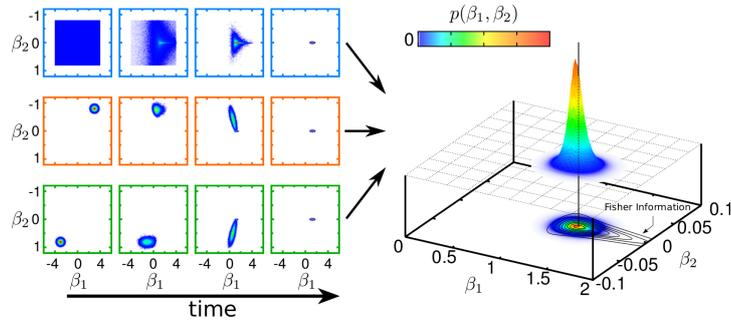 p(β₁, β₂)
0
-1
β₂ 0
1
-1
β₂ 0
1
-1
β₂ 0
1
-4 0 4 -4 0 4 -4 0 4 -4 0 4
β₁ β₁ β₁ β₁
time
Fisher Information
0 0.5 1 1.5 2
β₁
-0.1 -0.05 0 0.05 0.1
β₂